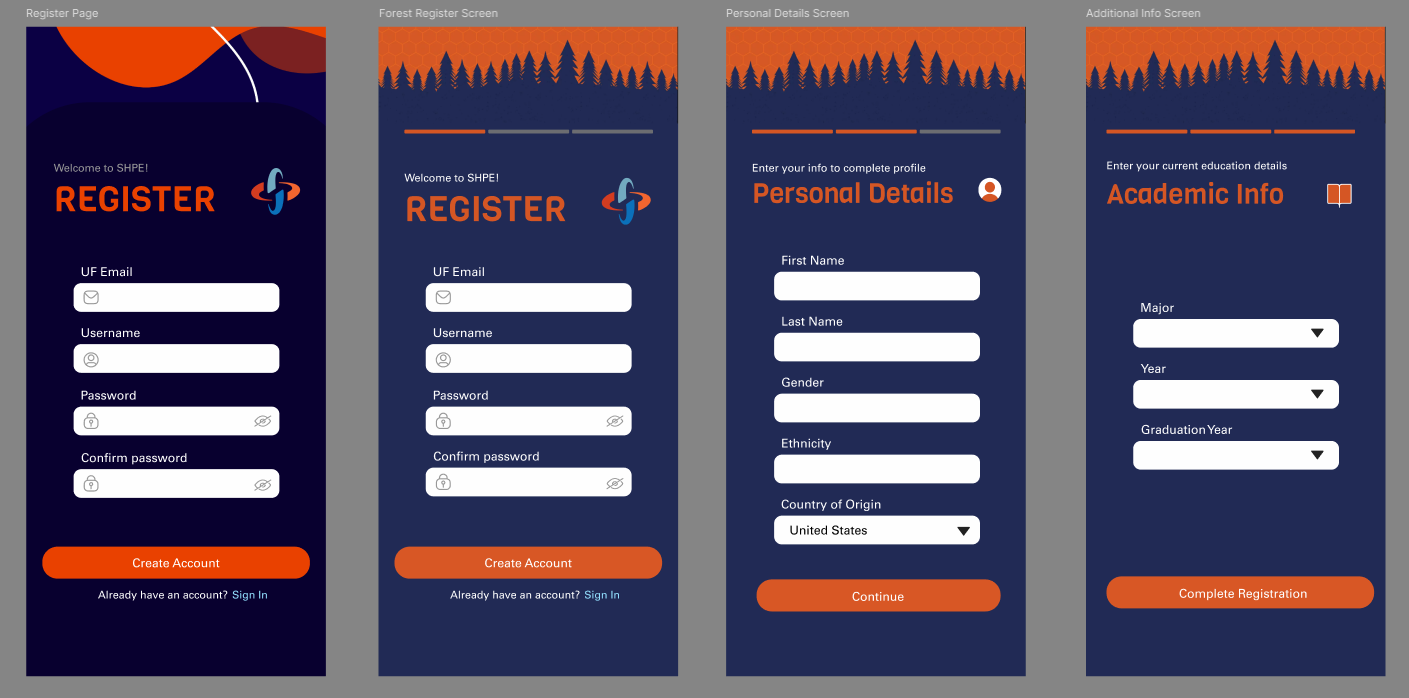 Register Page
Welcome to SHPE!
REGISTER
UF Email
Username
Password
Confirm password
Create Account
Already have an account? Sign In
Forest Register Screen
Welcome to SHPE!
REGISTER
UF Email
Username
Password
Confirm password
Create Account
Already have an account? Sign In
Personal Details Screen
Enter your info to complete profile
Personal Details
First Name
Last Name
Gender
Ethnicity
Country of Origin
United States
Continue
Additional Info Screen
Enter your current education details
Academic Info
Major
Year
Graduation Year
Complete Registration